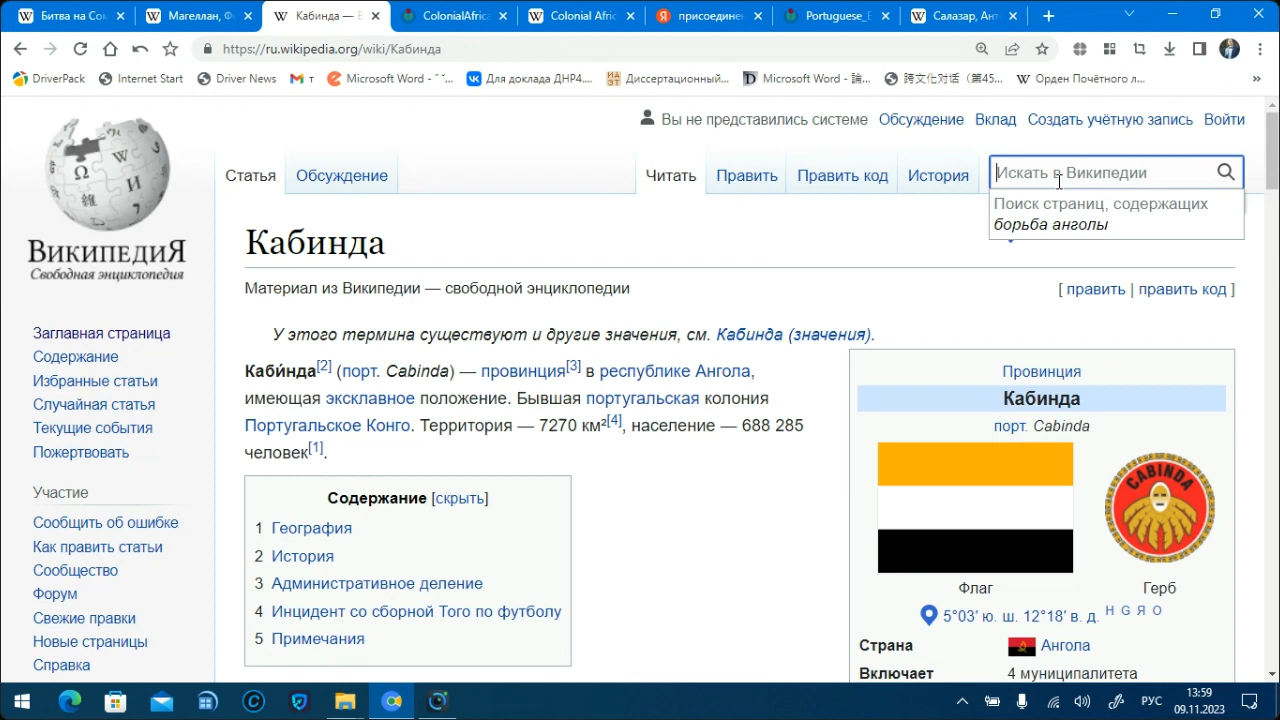 Битва на Сом
Магеллан, Ф
Кабинда — В
ColonialAfrica
Colonial Afric
присоединен
Portuguese_E
Салазар, Ант
https://ru.wikipedia.org/wiki/Кабинда
DriverPack
Internet Start
Driver News
т
Microsoft Word - ˆˆ...
Для доклада ДНР4....
Диссертационный...
Microsoft Word - 論...
跨文化对话（第45...
Орден Почётного л...
»
Вы не представились системе Обсуждение Вклад Создать учётную запись Войти
Статья Обсуждение Читать Править Править код История
Искать в Википедии
Поиск страниц, содержащих
борьба анголы
ВикипедиЯ
Свободная энциклопедия
Заглавная страница
Содержание
Избранные статьи
Случайная статья
Текущие события
Пожертвовать
Участие
Сообщить об ошибке
Как править статьи
Сообщество
Форум
Свежие правки
Новые страницы
Справка
Кабинда
Материал из Википедии — свободной энциклопедии
[ править | править код ]
У этого термина существуют и другие значения, см. Кабинда (значения).
Каби́нда[2] (порт. Cabinda) — провинция[3] в республике Ангола,
имеющая эксклавное положение. Бывшая португальская колония
Португальское Конго. Территория — 7270 км²[4], население — 688 285
человек[1].
Содержание [скрыть]
1 География
2 История
3 Административное деление
4 Инцидент со сборной Того по футболу
5 Примечания
Провинция
Кабинда
порт. Cabinda
CABINDA
Флаг Герб
5°03′ ю. ш. 12°18′ в. д. H G Я O
Страна Ангола
Включает 4 муниципалитета
РУС
13:59
09.11.2023